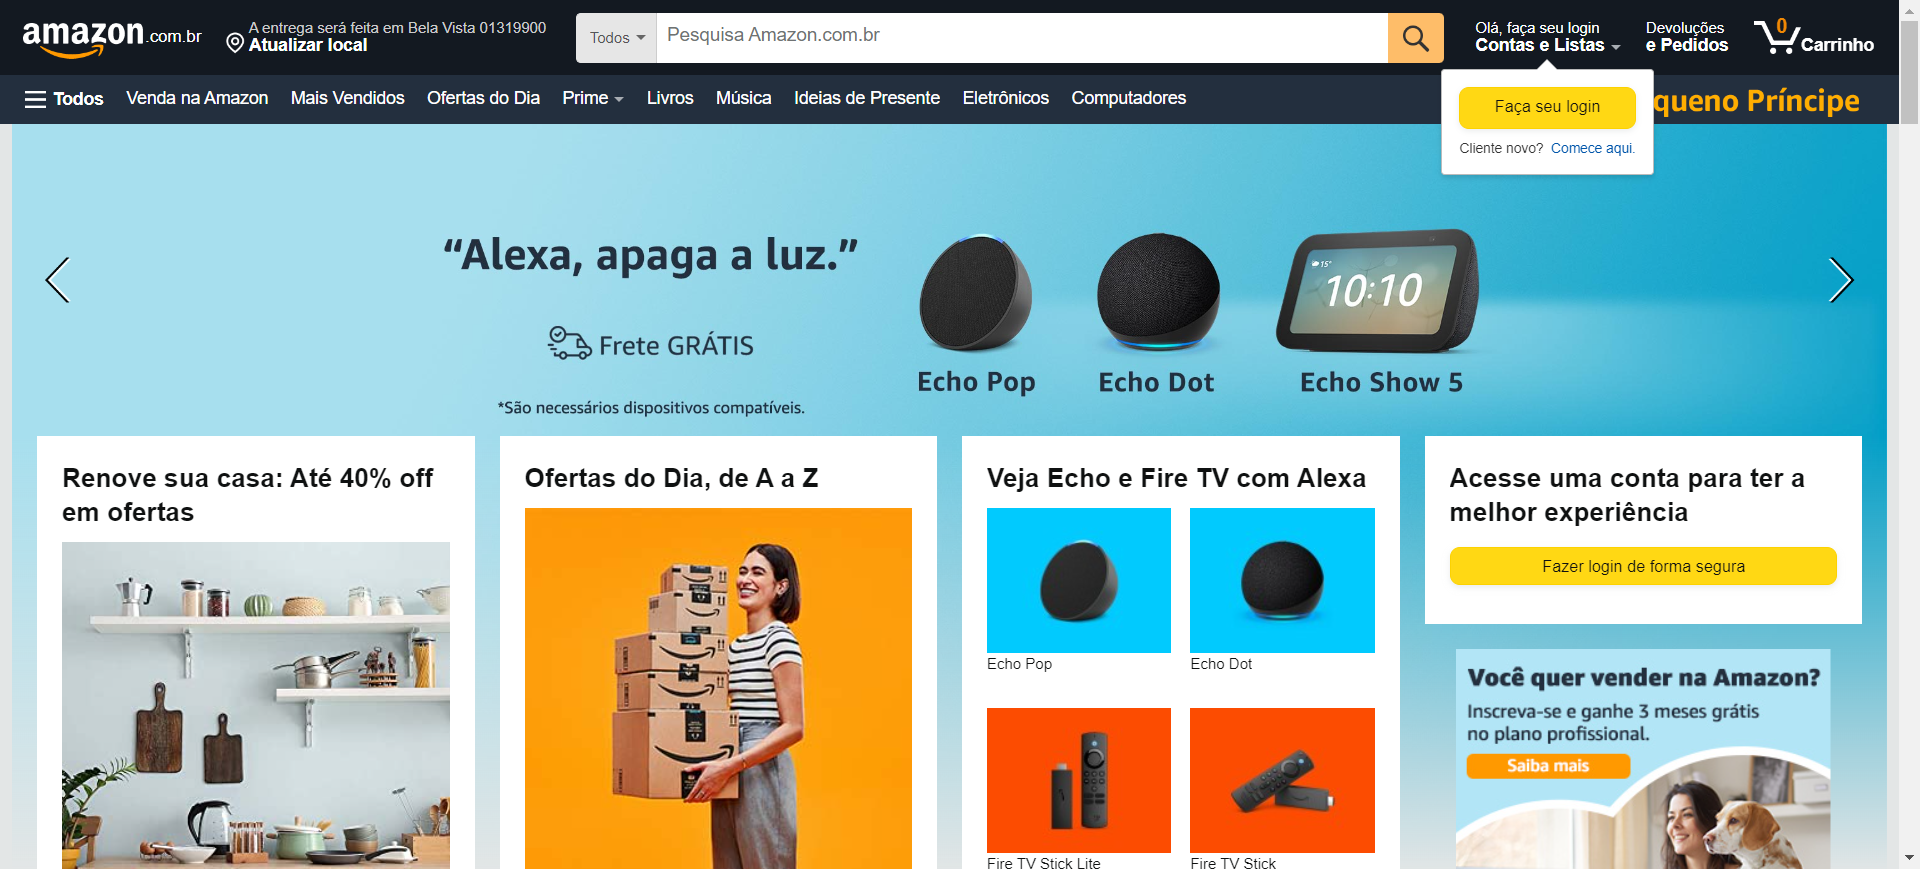 amazon.com.br
A entrega será feita em Bela Vista 01319900
Atualizar local
Todos
Pesquisa Amazon.com.br
Olá, faça seu login
Contas e Listas
Devoluções
e Pedidos
0
Carrinho
Todos
Venda na Amazon
Mais Vendidos
Ofertas do Dia
Prime
Livros
Música
Ideias de Presente
Eletrônicos
Computadores
queno Príncipe
Faça seu login
Cliente novo? Comece aqui.
“Alexa, apaga a luz.”
Frete GRÁTIS
*São necessários dispositivos compatíveis.
15°
10:10
Echo Pop
Echo Dot
Echo Show 5
Renove sua casa: Até 40% off
em ofertas
Ofertas do Dia, de A a Z
Veja Echo e Fire TV com Alexa
Echo Pop
Echo Dot
Fire TV Stick Lite
Fire TV Stick
Acesse uma conta para ter a
melhor experiência
Fazer login de forma segura
Você quer vender na Amazon?
Inscreva-se e ganhe 3 meses grátis
no plano profissional.
Saiba mais